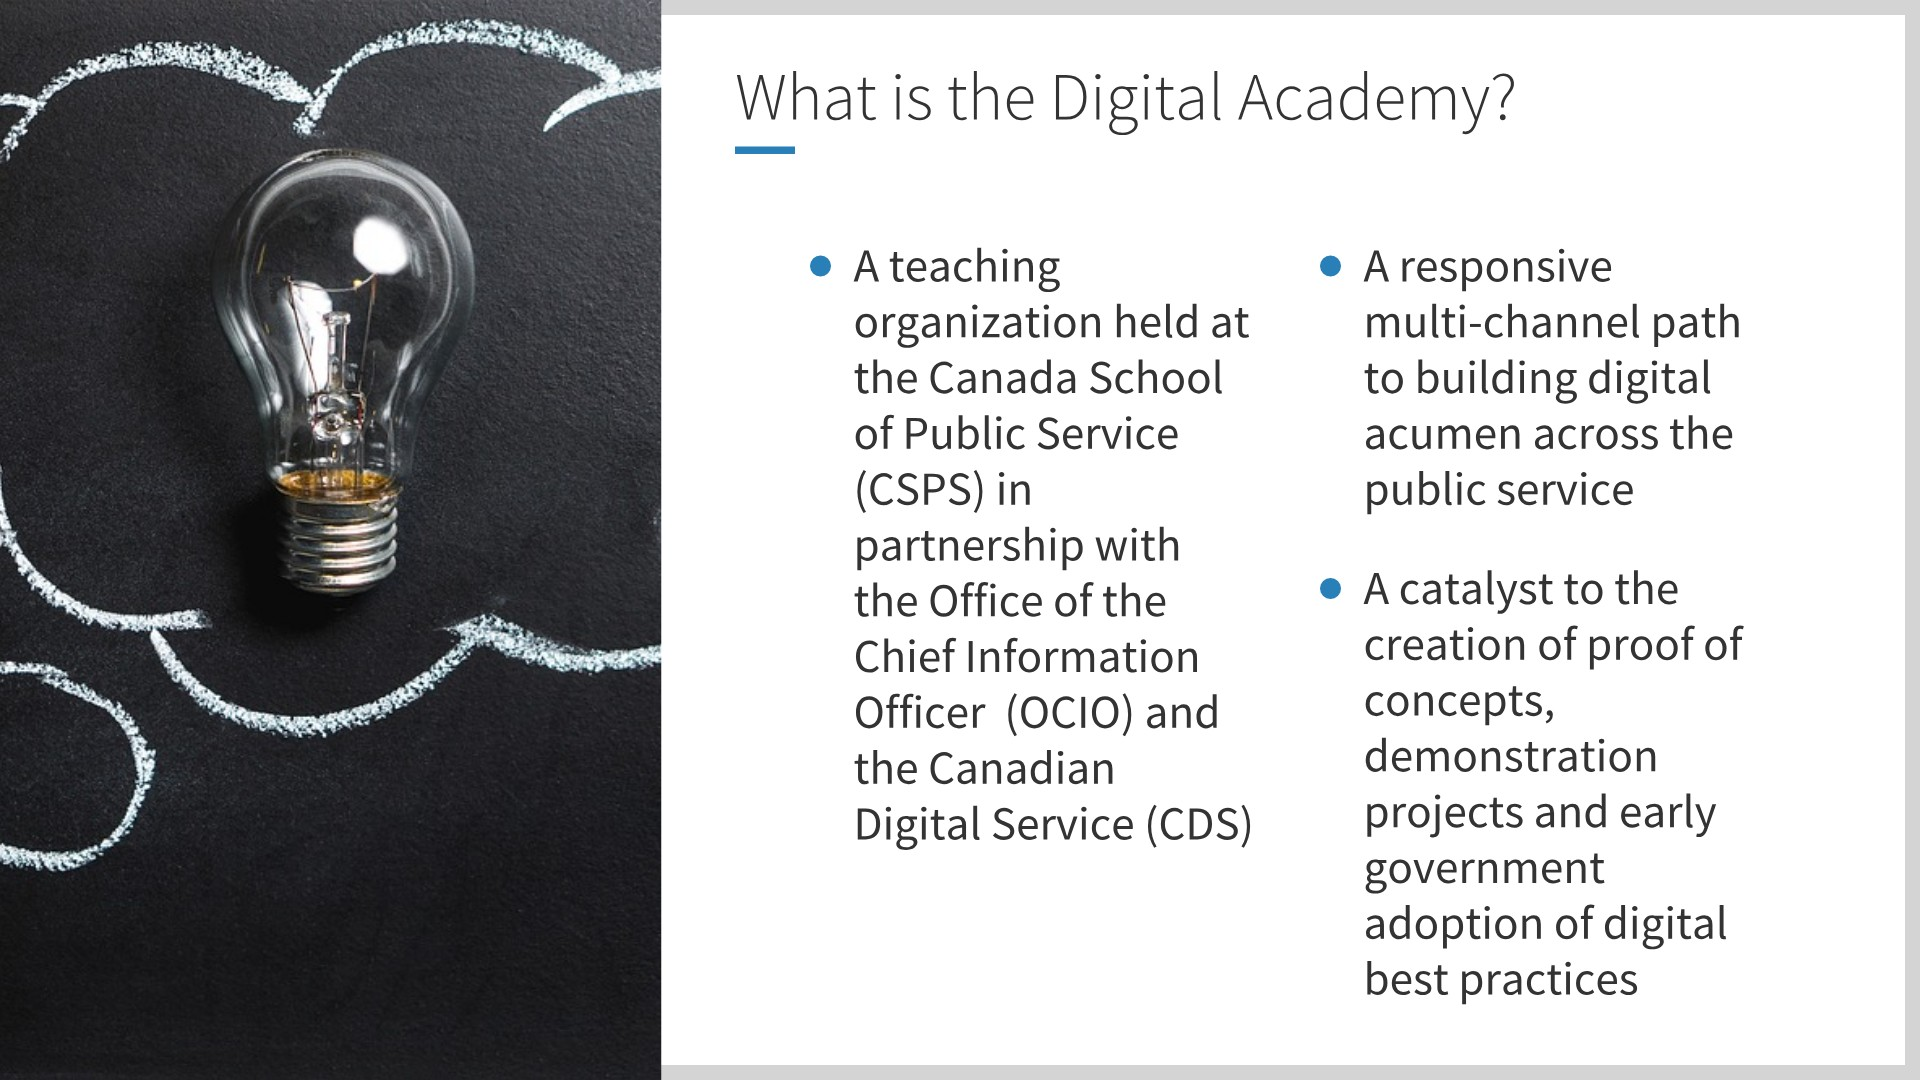 What is the Digital Academy?
A teaching
organization held at
the Canada School
of Public Service
(CSPS) in
partnership with
the Office of the
Chief Information
Officer  (OCIO) and
the Canadian
Digital Service (CDS)
A responsive
multi-channel path
to building digital
acumen across the
public service
A catalyst to the
creation of proof of
concepts,
demonstration
projects and early
government
adoption of digital
best practices